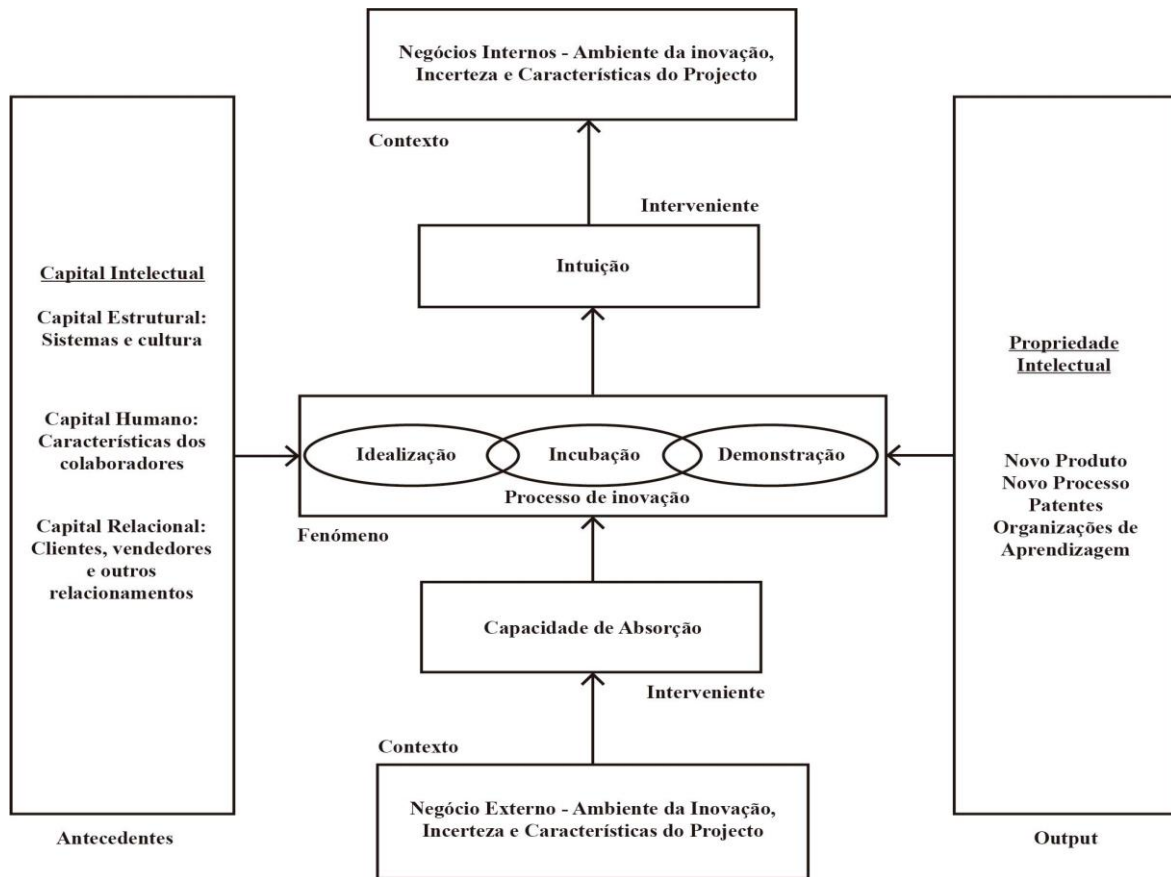 Negócios Internos - Ambiente da inovação,
Incerteza e Características do Projecto
Contexto
Interveniente
Intuição
Capital Intelectual
Capital Estrutural:
Sistemas e cultura
Capital Humano:
Características dos
colaboradores
Capital Relacional:
Clientes, vendedores
e outros
relacionamentos
Antecedentes
Idealização
Incubação
Demonstração
Processo de inovação
Fenómeno
Capacidade de Absorção
Interveniente
Contexto
Negócio Externo - Ambiente da Inovação,
Incerteza e Características do Projecto
Propriedade
Intelectual
Novo Produto
Novo Processo
Patentes
Organizações de
Aprendizagem
Output